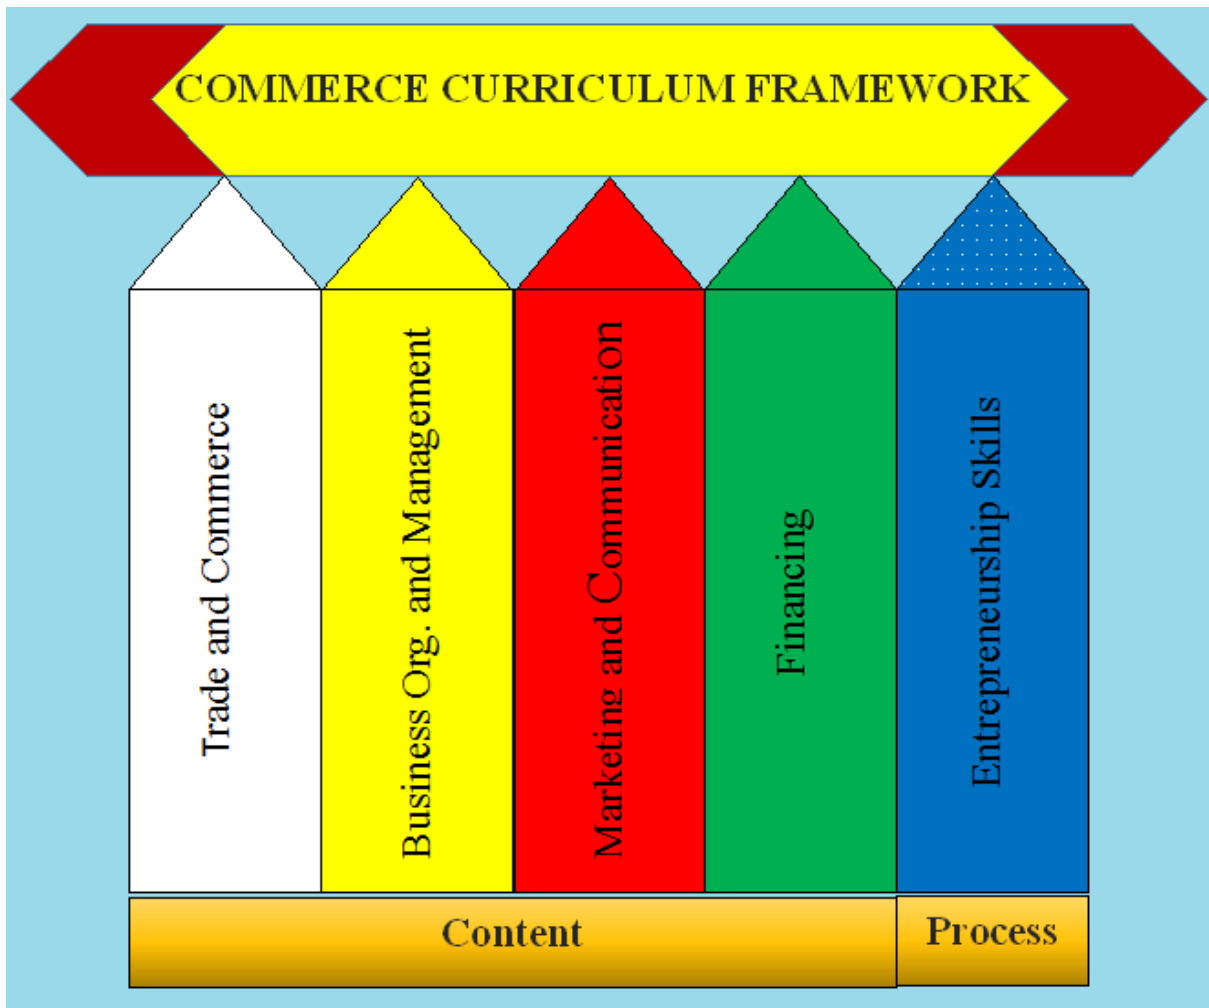 COMMERCE CURRICULUM FRAMEWORK
Trade and Commerce
Business Org. and Management
Marketing and Communication
Financing
Entrepreneurship Skills
Content
Process